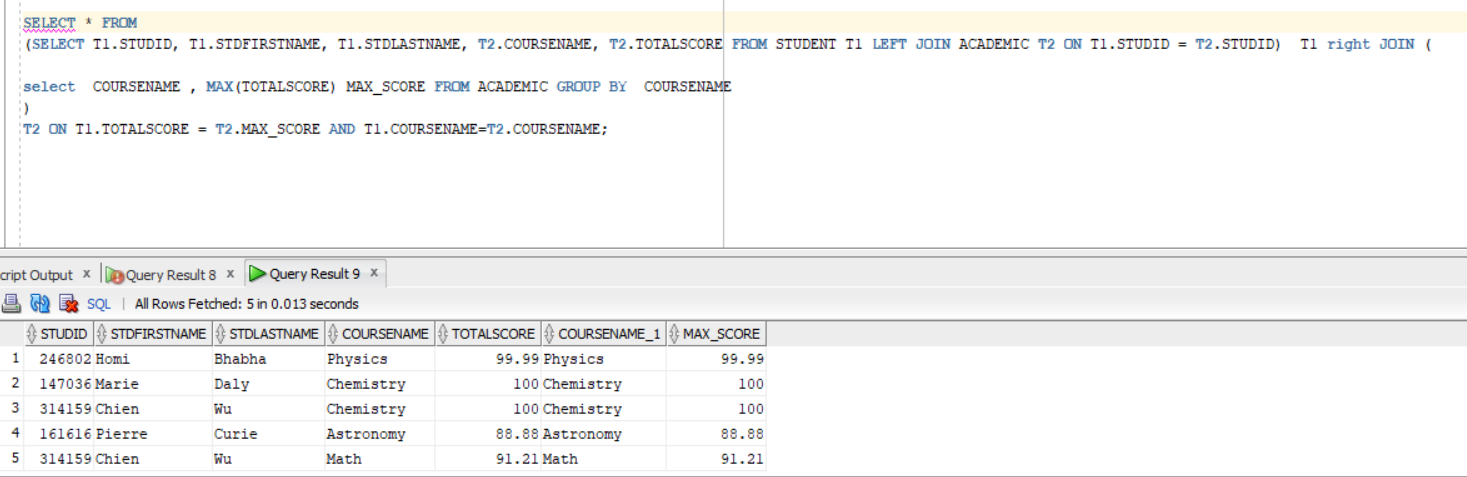 SELECT * FROM
(SELECT T1.STUDID, T1.STDFIRSTNAME, T1.STDLASTNAME, T2.COURSENAME, T2.TOTALSCORE FROM STUDENT T1 LEFT JOIN ACADEMIC T2 ON T1.STUDID = T2.STUDID)  T1 right JOIN (
select  COURSENAME , MAX(TOTALSCORE) MAX_SCORE FROM ACADEMIC GROUP BY  COURSENAME
)
T2 ON T1.TOTALSCORE = T2.MAX_SCORE AND T1.COURSENAME=T2.COURSENAME;
cript Output x Query Result 8 x Query Result 9 x
SQL | All Rows Fetched: 5 in 0.013 seconds
STUDID STDFIRSTNAME STDLASTNAME COURSENAME TOTALSCORE COURSENAME_1 MAX_SCORE
1 246802 Homi Bhabha Physics 99.99 Physics 99.99
2 147036 Marie Daly Chemistry 100 Chemistry 100
3 314159 Chien Wu Chemistry 100 Chemistry 100
4 161616 Pierre Curie Astronomy 88.88 Astronomy 88.88
5 314159 Chien Wu Math 91.21 Math 91.21